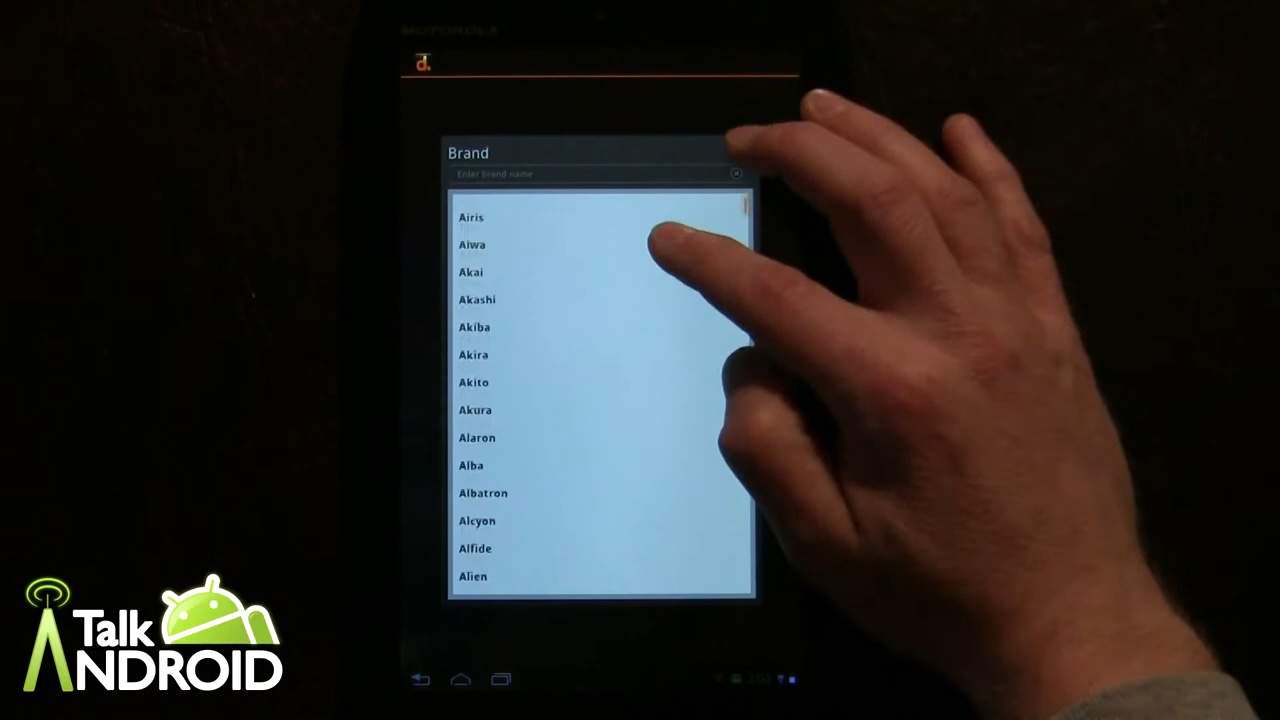 MOTOROLA
d.
Brand
Enter brand name
Airis
Aiwa
Akai
Akashi
Akiba
Akira
Akito
Akura
Alaron
Alba
Albatron
Alcyon
Alfide
Alien
Talk
ANDROID